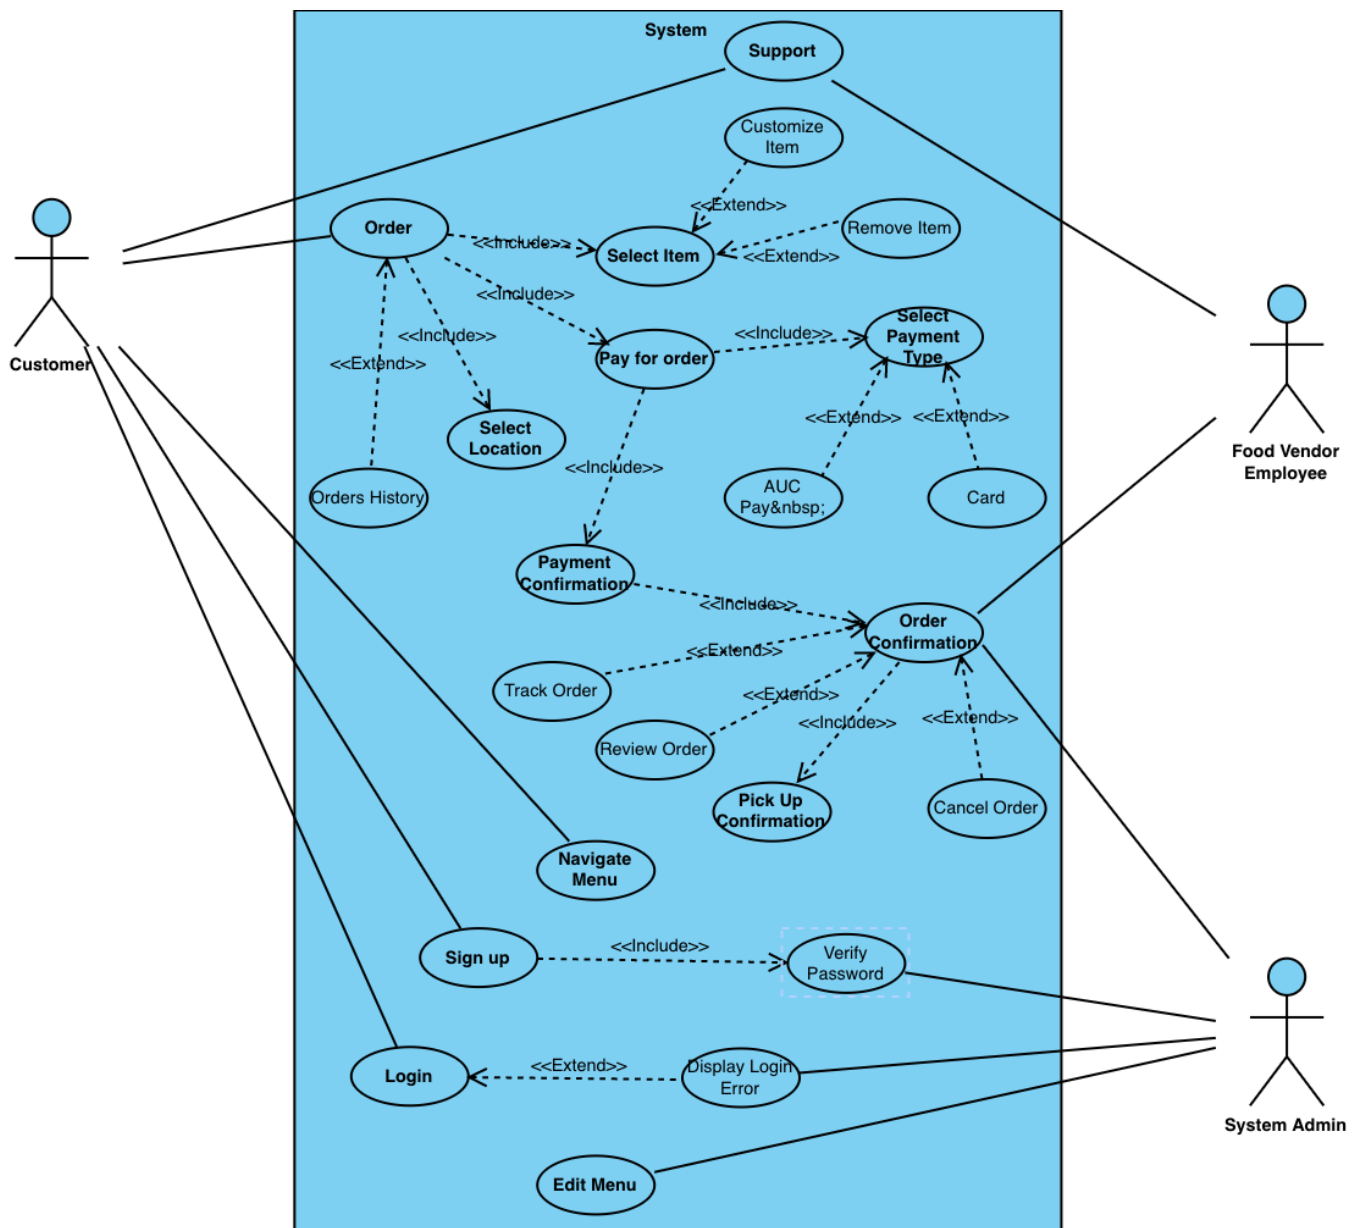 System
Support
Customize
Item
<<Extend>>
Order
<<Include>>
Select Item
Remove Item
<<Extend>>
<<Include>>
Select
Payment
Type
<<Include>>
<<Include>>
Pay for order
<<Extend>>
Customer
<<Extend>>
<<Extend>>
Select
Location
Food Vendor
Employee
<<Include>>
Orders History
AUC
Pay&nbsp;
Card
Payment
Confirmation
<<Include>>
Order
Confirmation
<<Extend>>
Track Order
<<Extend>>
<<Include>>
<<Extend>>
Review Order
Pick Up
Confirmation
Cancel Order
Navigate
Menu
Sign up
<<Include>>
Verify
Password
Login
<<Extend>>
Display Login
Error
System Admin
Edit Menu